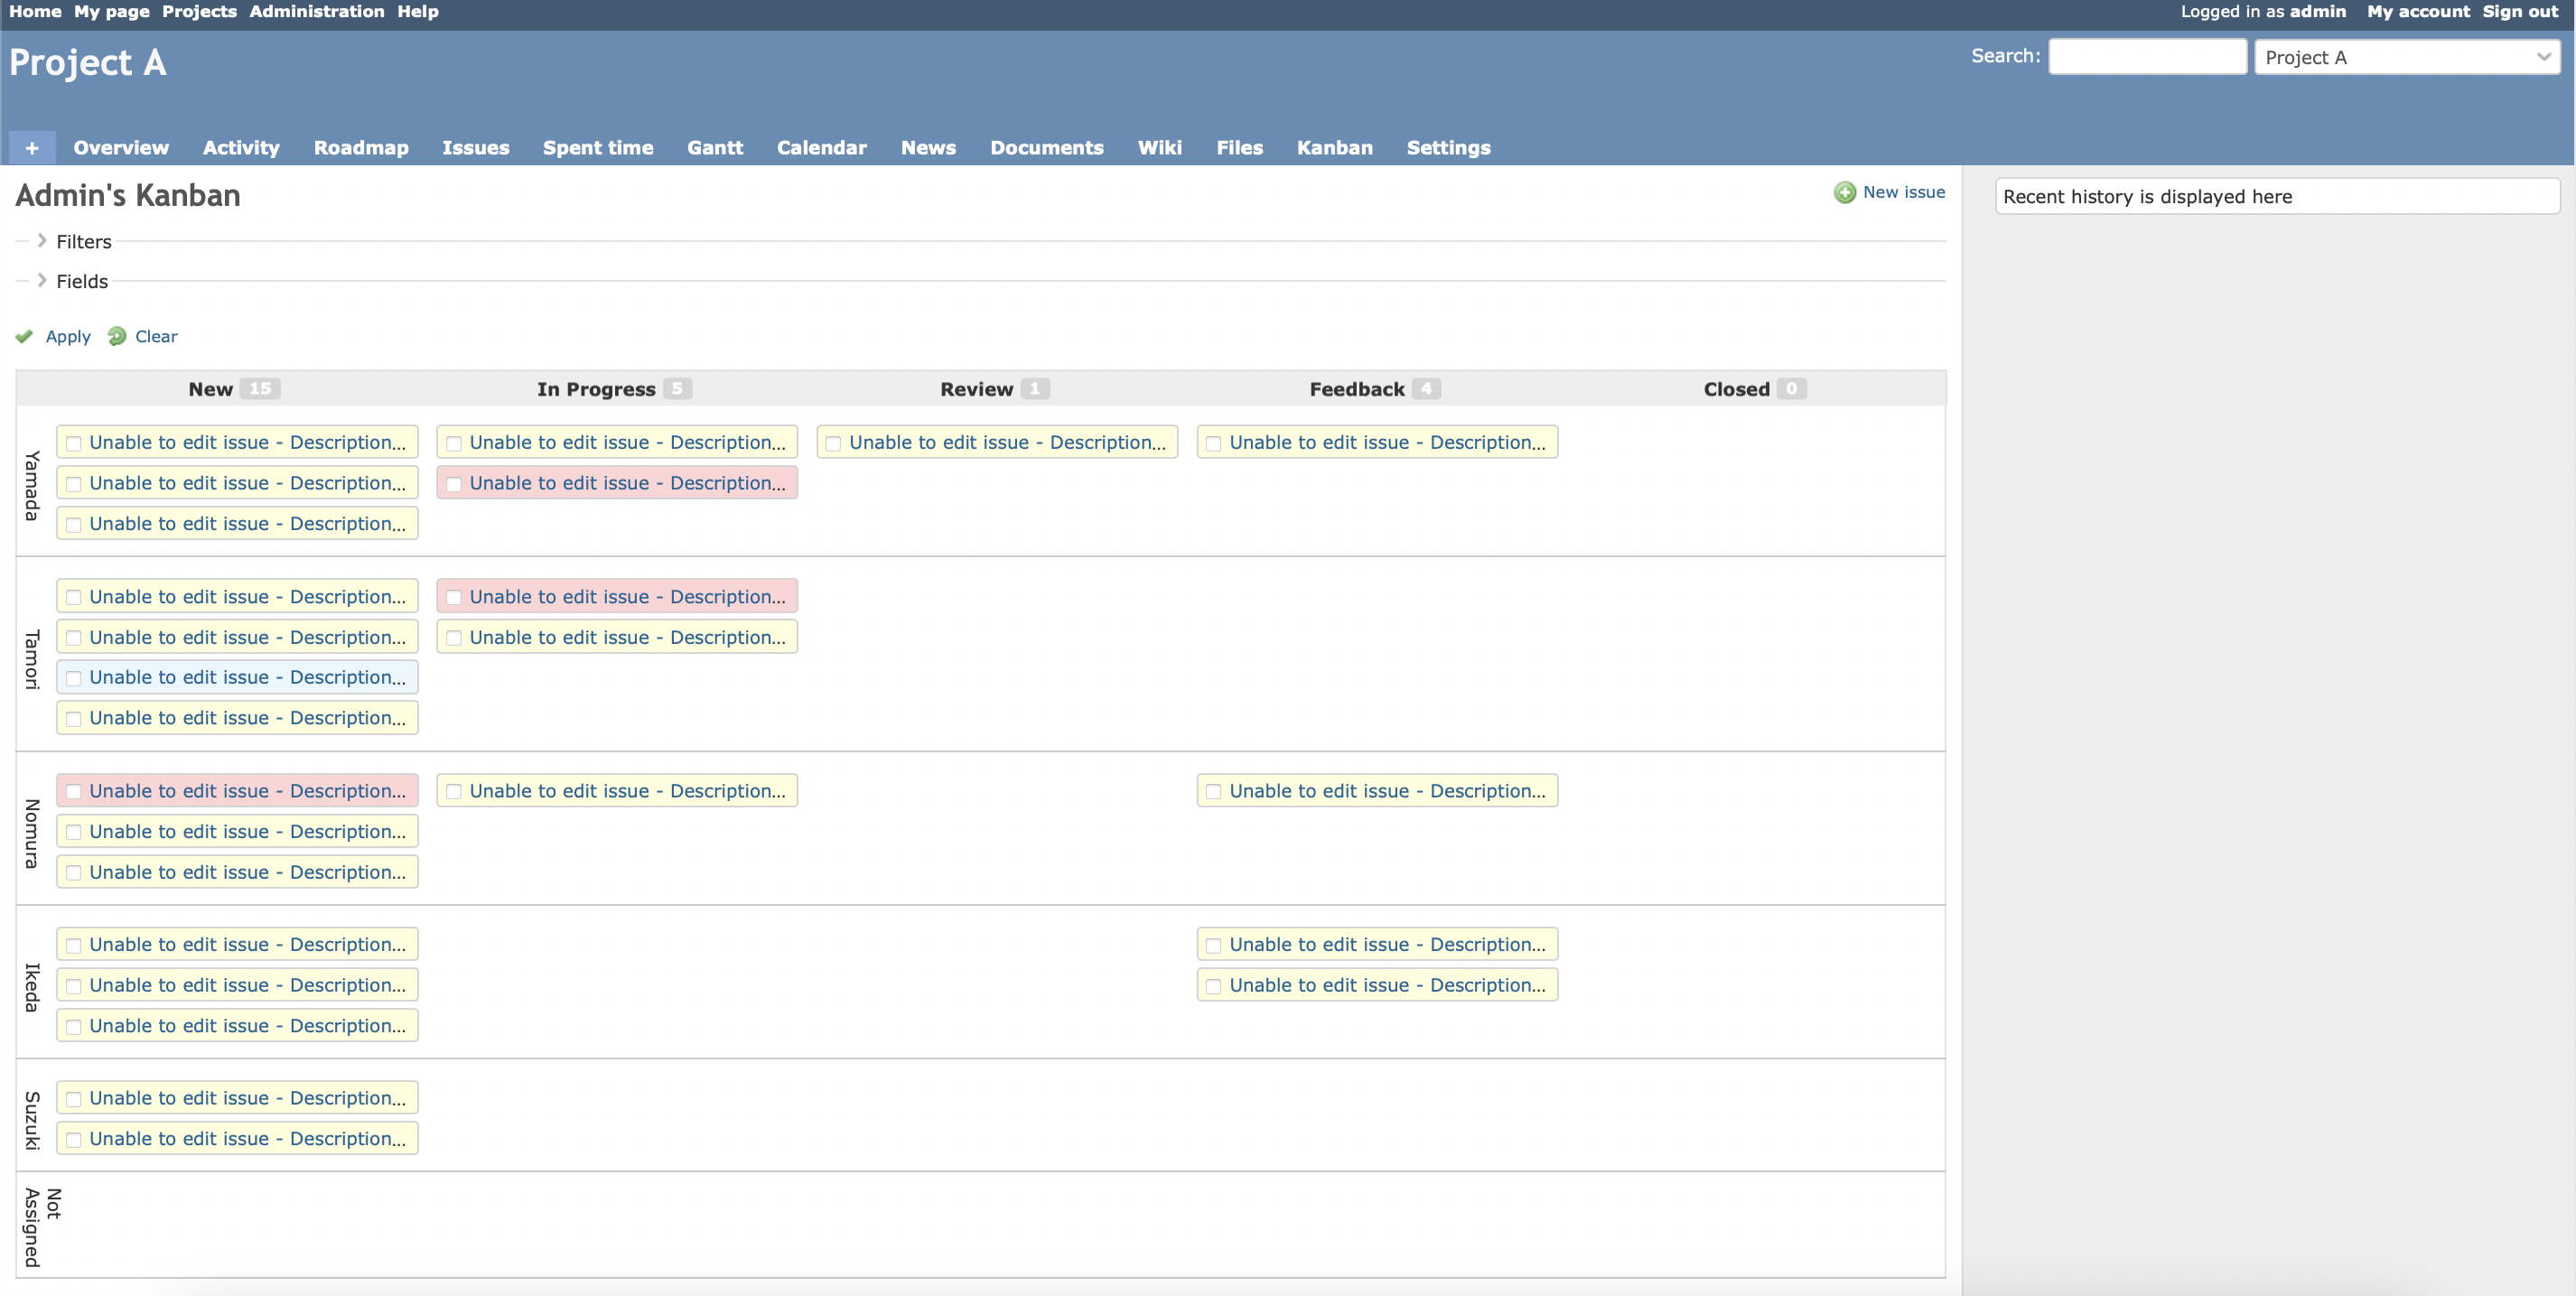 Home My page Projects Administration Help Logged in as admin My account Sign out
Project A Search: Project A
+ Overview Activity Roadmap Issues Spent time Gantt Calendar News Documents Wiki Files Kanban Settings
Admin's Kanban New issue
Recent history is displayed here
Filters
Fields
Apply Clear
New 15 In Progress 5 Review 1 Feedback 4 Closed 0
Yamada
Unable to edit issue - Description... Unable to edit issue - Description... Unable to edit issue - Description... Unable to edit issue - Description...
Unable to edit issue - Description... Unable to edit issue - Description...
Unable to edit issue - Description...
Tamori
Unable to edit issue - Description... Unable to edit issue - Description...
Unable to edit issue - Description... Unable to edit issue - Description...
Unable to edit issue - Description...
Unable to edit issue - Description...
Nomura
Unable to edit issue - Description... Unable to edit issue - Description... Unable to edit issue - Description...
Unable to edit issue - Description...
Unable to edit issue - Description...
Ikeda
Unable to edit issue - Description... Unable to edit issue - Description...
Unable to edit issue - Description... Unable to edit issue - Description...
Unable to edit issue - Description...
Suzuki
Unable to edit issue - Description...
Unable to edit issue - Description...
Not
Assigned